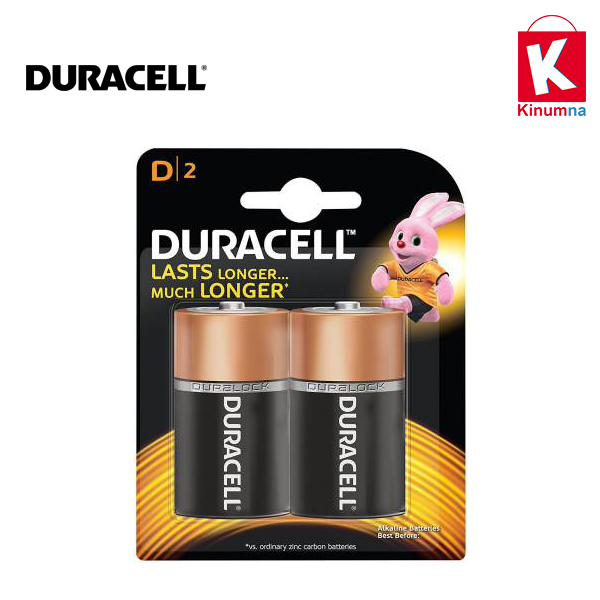 DURACELL®
K
Kinumna
D|2
DURACELL™
LASTS LONGER...
MUCH LONGER*
DURACELL
DURALOCK
DURALOCK
DURACELL®
DURACELL®
Alkaline Batteries
Best Before:
*vs. ordinary zinc carbon batteries